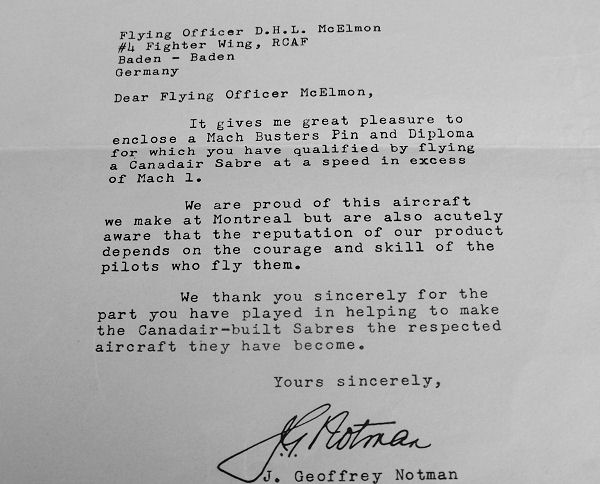 Flying Officer D.H.L. McElmon
#4 Fighter Wing, RCAF
Baden - Baden
Germany
Dear Flying Officer McElmon,
It gives me great pleasure to
enclose a Mach Busters Pin and Diploma
for which you have qualified by flying
a Canadair Sabre at a speed in excess
of Mach 1.
We are proud of this aircraft
we make at Montreal but are also acutely
aware that the reputation of our product
depends on the courage and skill of the
pilots who fly them.
We thank you sincerely for the
part you have played in helping to make
the Canadair-built Sabres the respected
aircraft they have become.
Yours sincerely,
J.G. Notman
J. Geoffrey Notman